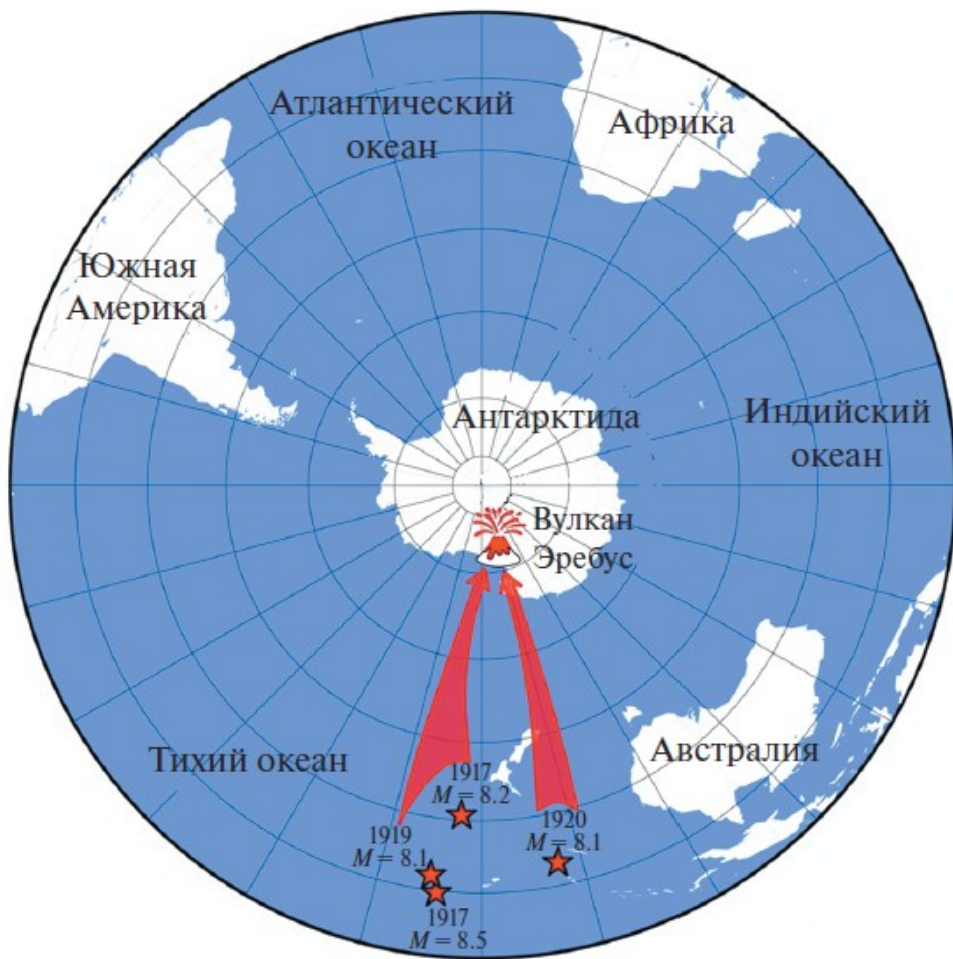 Атлантический
океан
Африка
Южная
Америка
Антарктида
Индийский
океан
Вулкан
Эребус
Тихий океан
Австралия
1917
M = 8.2
1919
M = 8.1
1920
M = 8.1
1917
M = 8.5